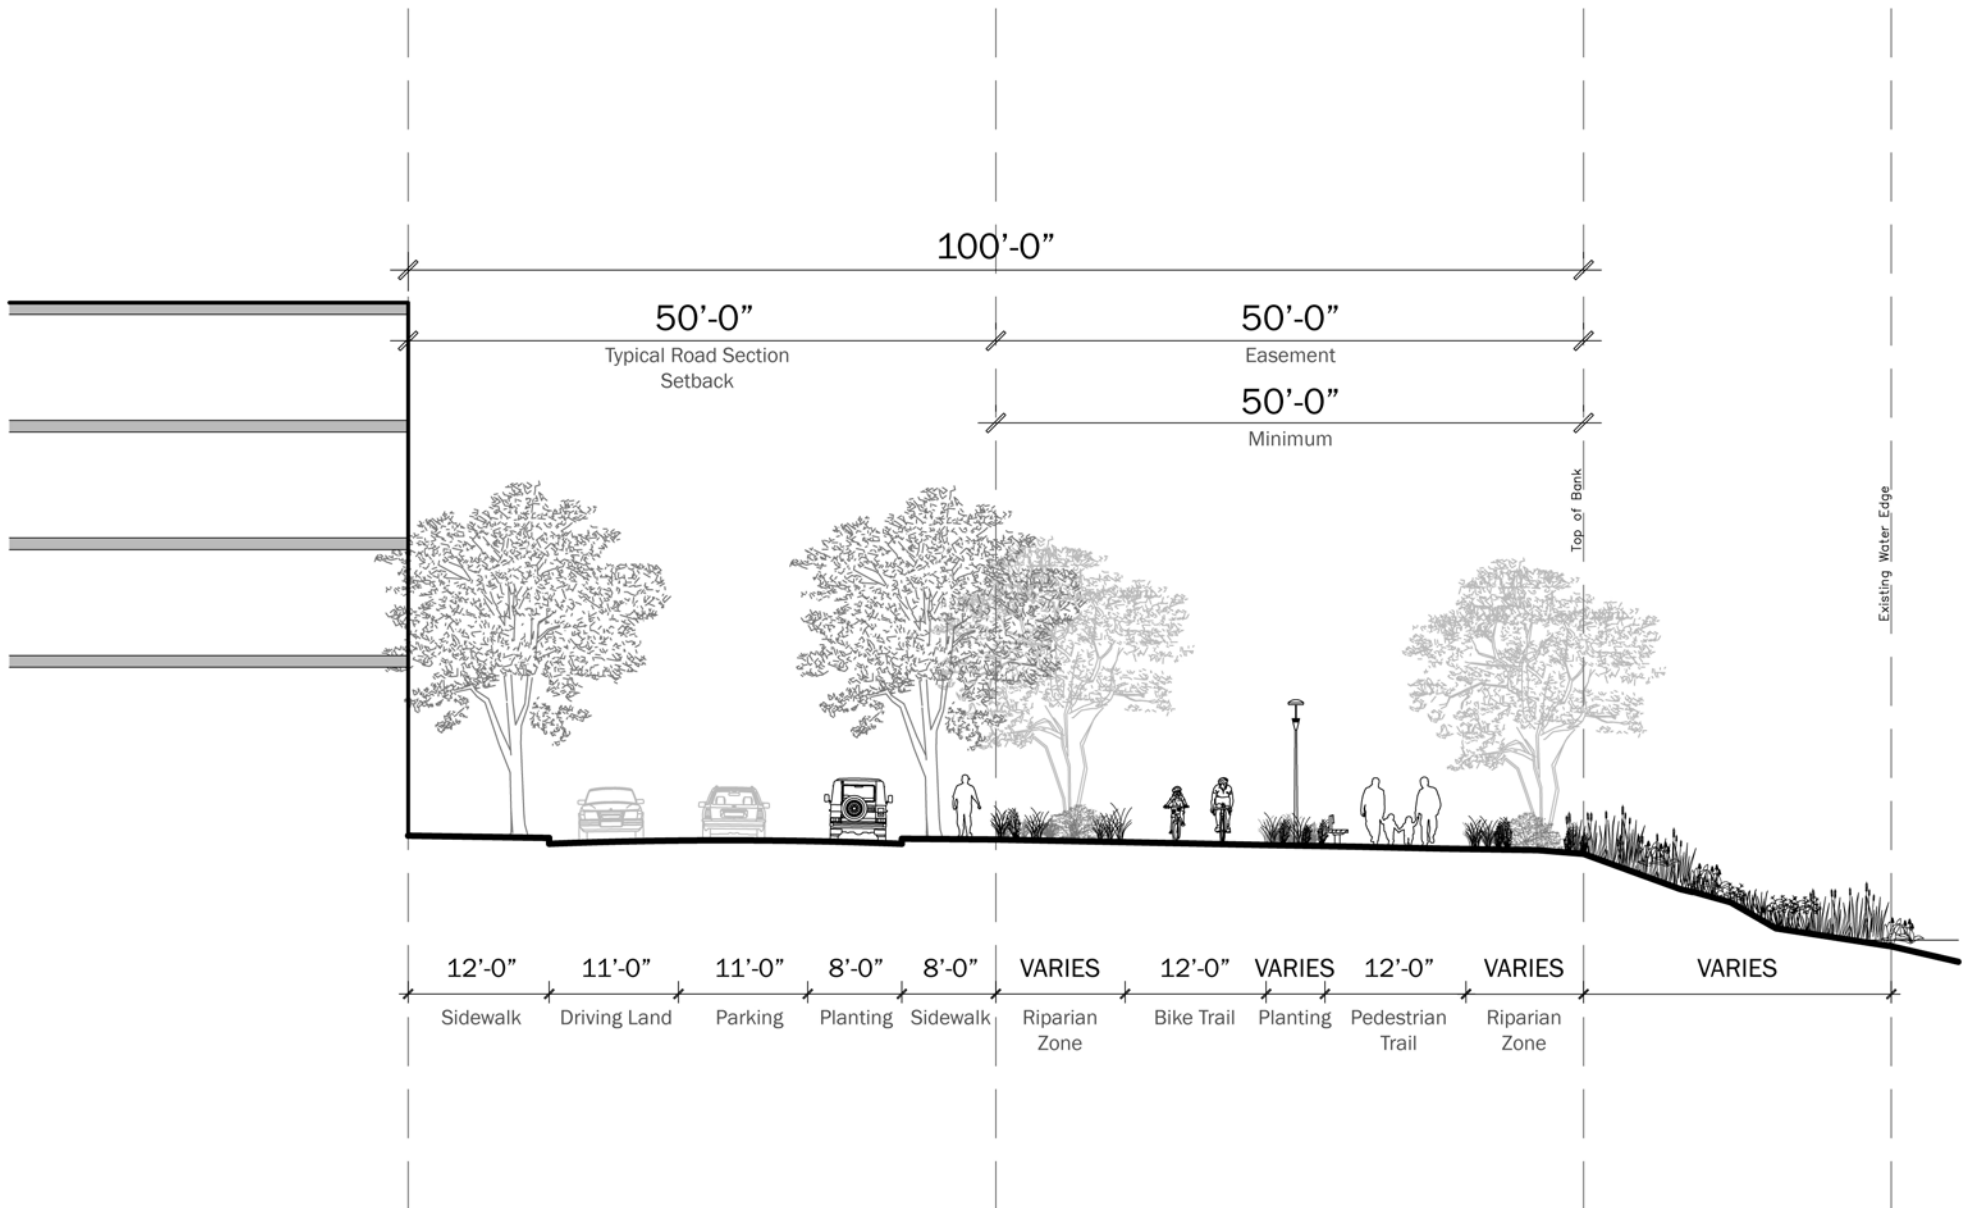 100’-0”
50’-0”
Typical Road Section
Setback
50’-0”
Easement
50’-0”
Minimum
Top of Bank
Existing Water Edge
12’-0”
11’-0”
11’-0”
8’-0”
8’-0”
VARIES
12’-0”
VARIES
12’-0”
VARIES
VARIES
Sidewalk
Driving Land
Parking
Planting
Sidewalk
Riparian
Zone
Bike Trail
Planting
Pedestrian
Trail
Riparian
Zone